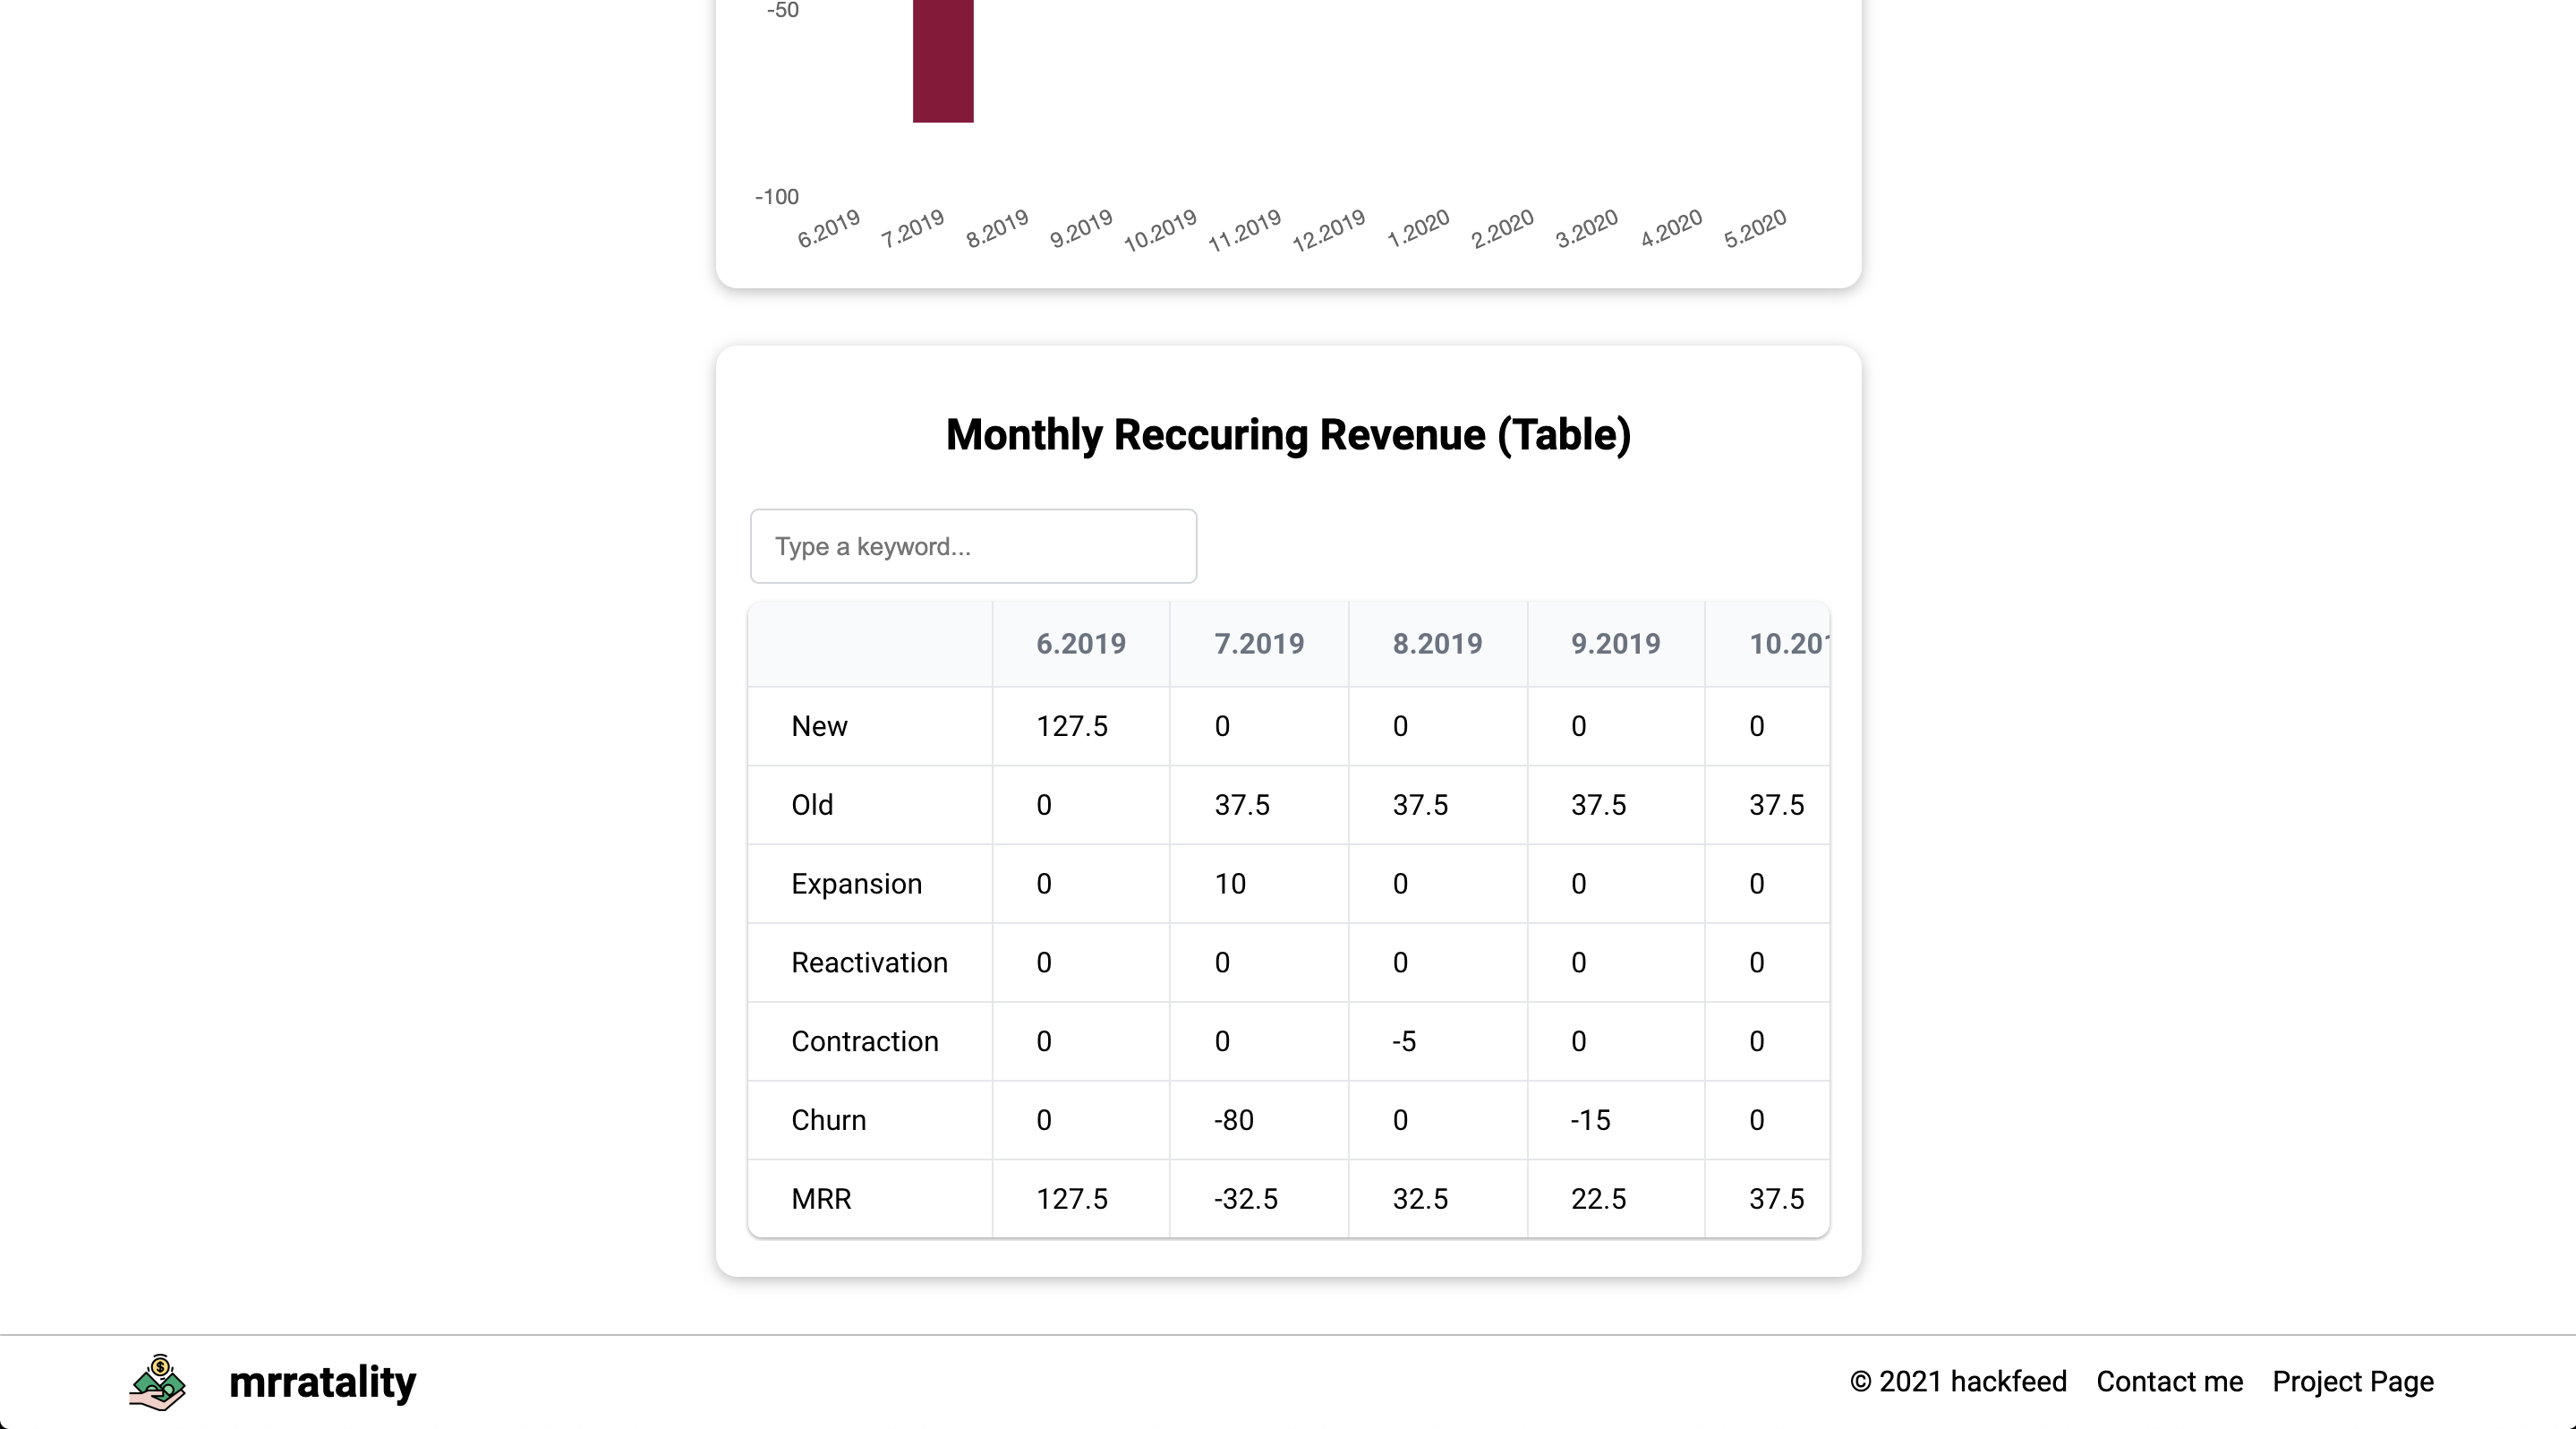 -50
-100
6.2019 7.2019 8.2019 9.2019 10.2019 11.2019 12.2019 1.2020 2.2020 3.2020 4.2020 5.2020
Monthly Reccuring Revenue (Table)
Type a keyword...
6.2019 7.2019 8.2019 9.2019 10.201
New 127.5 0 0 0 0
Old 0 37.5 37.5 37.5 37.5
Expansion 0 10 0 0 0
Reactivation 0 0 0 0 0
Contraction 0 0 -5 0 0
Churn 0 -80 0 -15 0
MRR 127.5 -32.5 32.5 22.5 37.5
$
mrratality © 2021 hackfeed Contact me Project Page